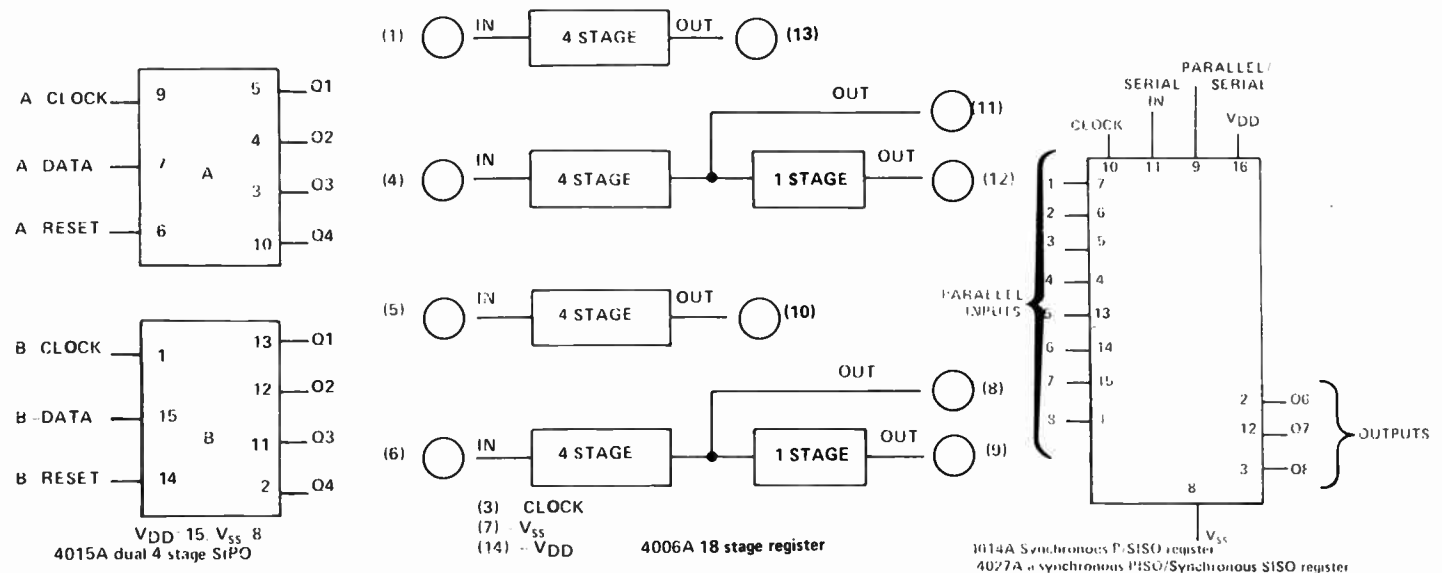 A CLOCK 9 5 Q1
4 Q2
A DATA 7 A
3 Q3
A RESET 6
10 Q4
B CLOCK 1 13 Q1
12 Q2
B DATA 15 B
11 Q3
B RESET 14
2 Q4
VDD 15, VSS 8
4015A dual 4 stage SIPO
(1) IN 4 STAGE OUT (13)
OUT (11)
(4) IN 4 STAGE 1 STAGE OUT (12)
(5) IN 4 STAGE OUT (10)
OUT (8)
(6) IN 4 STAGE 1 STAGE OUT (9)
(3) CLOCK
(7) - VSS
(14) - VDD
4006A 18 stage register
PARALLEL/
SERIAL
SERIAL
IN
CLOCK
VDD
10 11 9 16
1 7
2 6
3 5
4 4
PARALLEL
INPUTS
5 13
6 14
7 15
8 1
2 Q6
12 Q7
3 Q8
OUTPUTS
8
VSS
4014A Synchronous P/SISO register
4027A a synchronous PISO/Synchronous SISO register